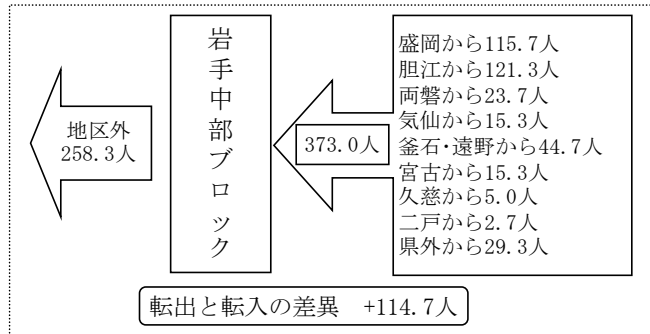 地区外
258.3人
岩手中部ブロック
373.0人
盛岡から115.7人
胆江から121.3人
両磐から23.7人
気仙から15.3人
釜石・遠野から44.7人
宮古から15.3人
久慈から5.0人
二戸から2.7人
県外から29.3人
転出と転入の差異 +114.7人